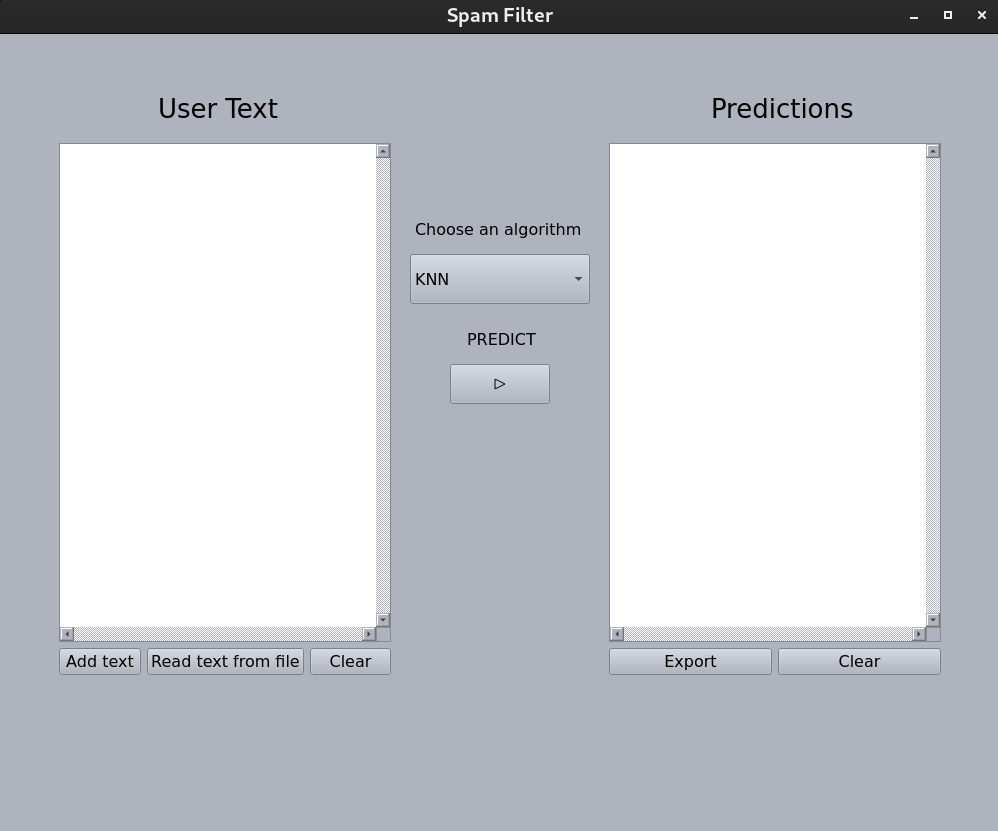 Spam Filter
User Text
Predictions
Choose an algorithm
KNN
PREDICT
Add text
Read text from file
Clear
Export
Clear